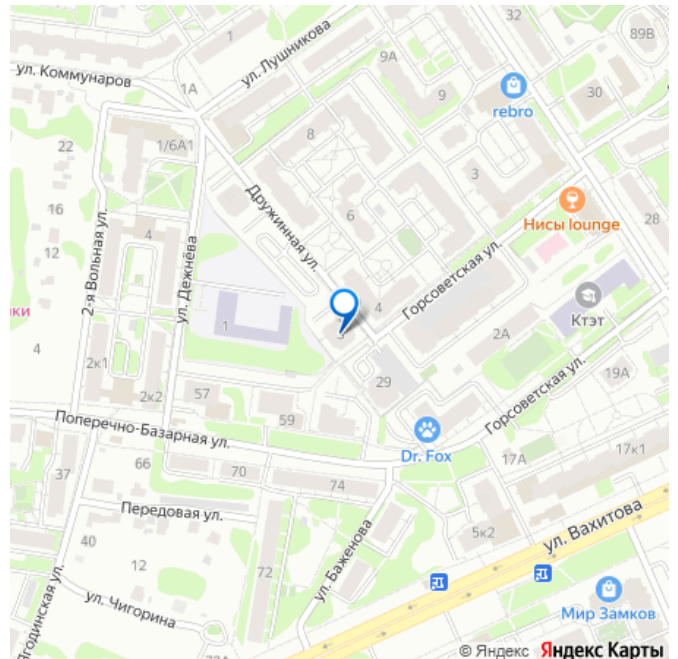 32
89В
1
ул. Лушникова
9А
ул. Коммунаров
1А
9
30
rebro
8
22
1/6А1
3
16
Дружинная ул.
6
Нисы lounge
28
2-я Вольная ул.
12
4
ул. Дежнёва
Горсоветская ул.
4
Ктэт
ки
1
3
2А
4
2к1
29
19А
57
2к2
59
Горсоветская ул.
Поперечно-Базарная ул.
Dr. Fox
17к1
17А
37
66
70
74
Передовая ул.
5к2
ул. Вахитова
40
12
72
ул. Баженова
Ягодинская ул.
ул. Чигорина
Мир Замков
© Яндекс Яндекс Карты